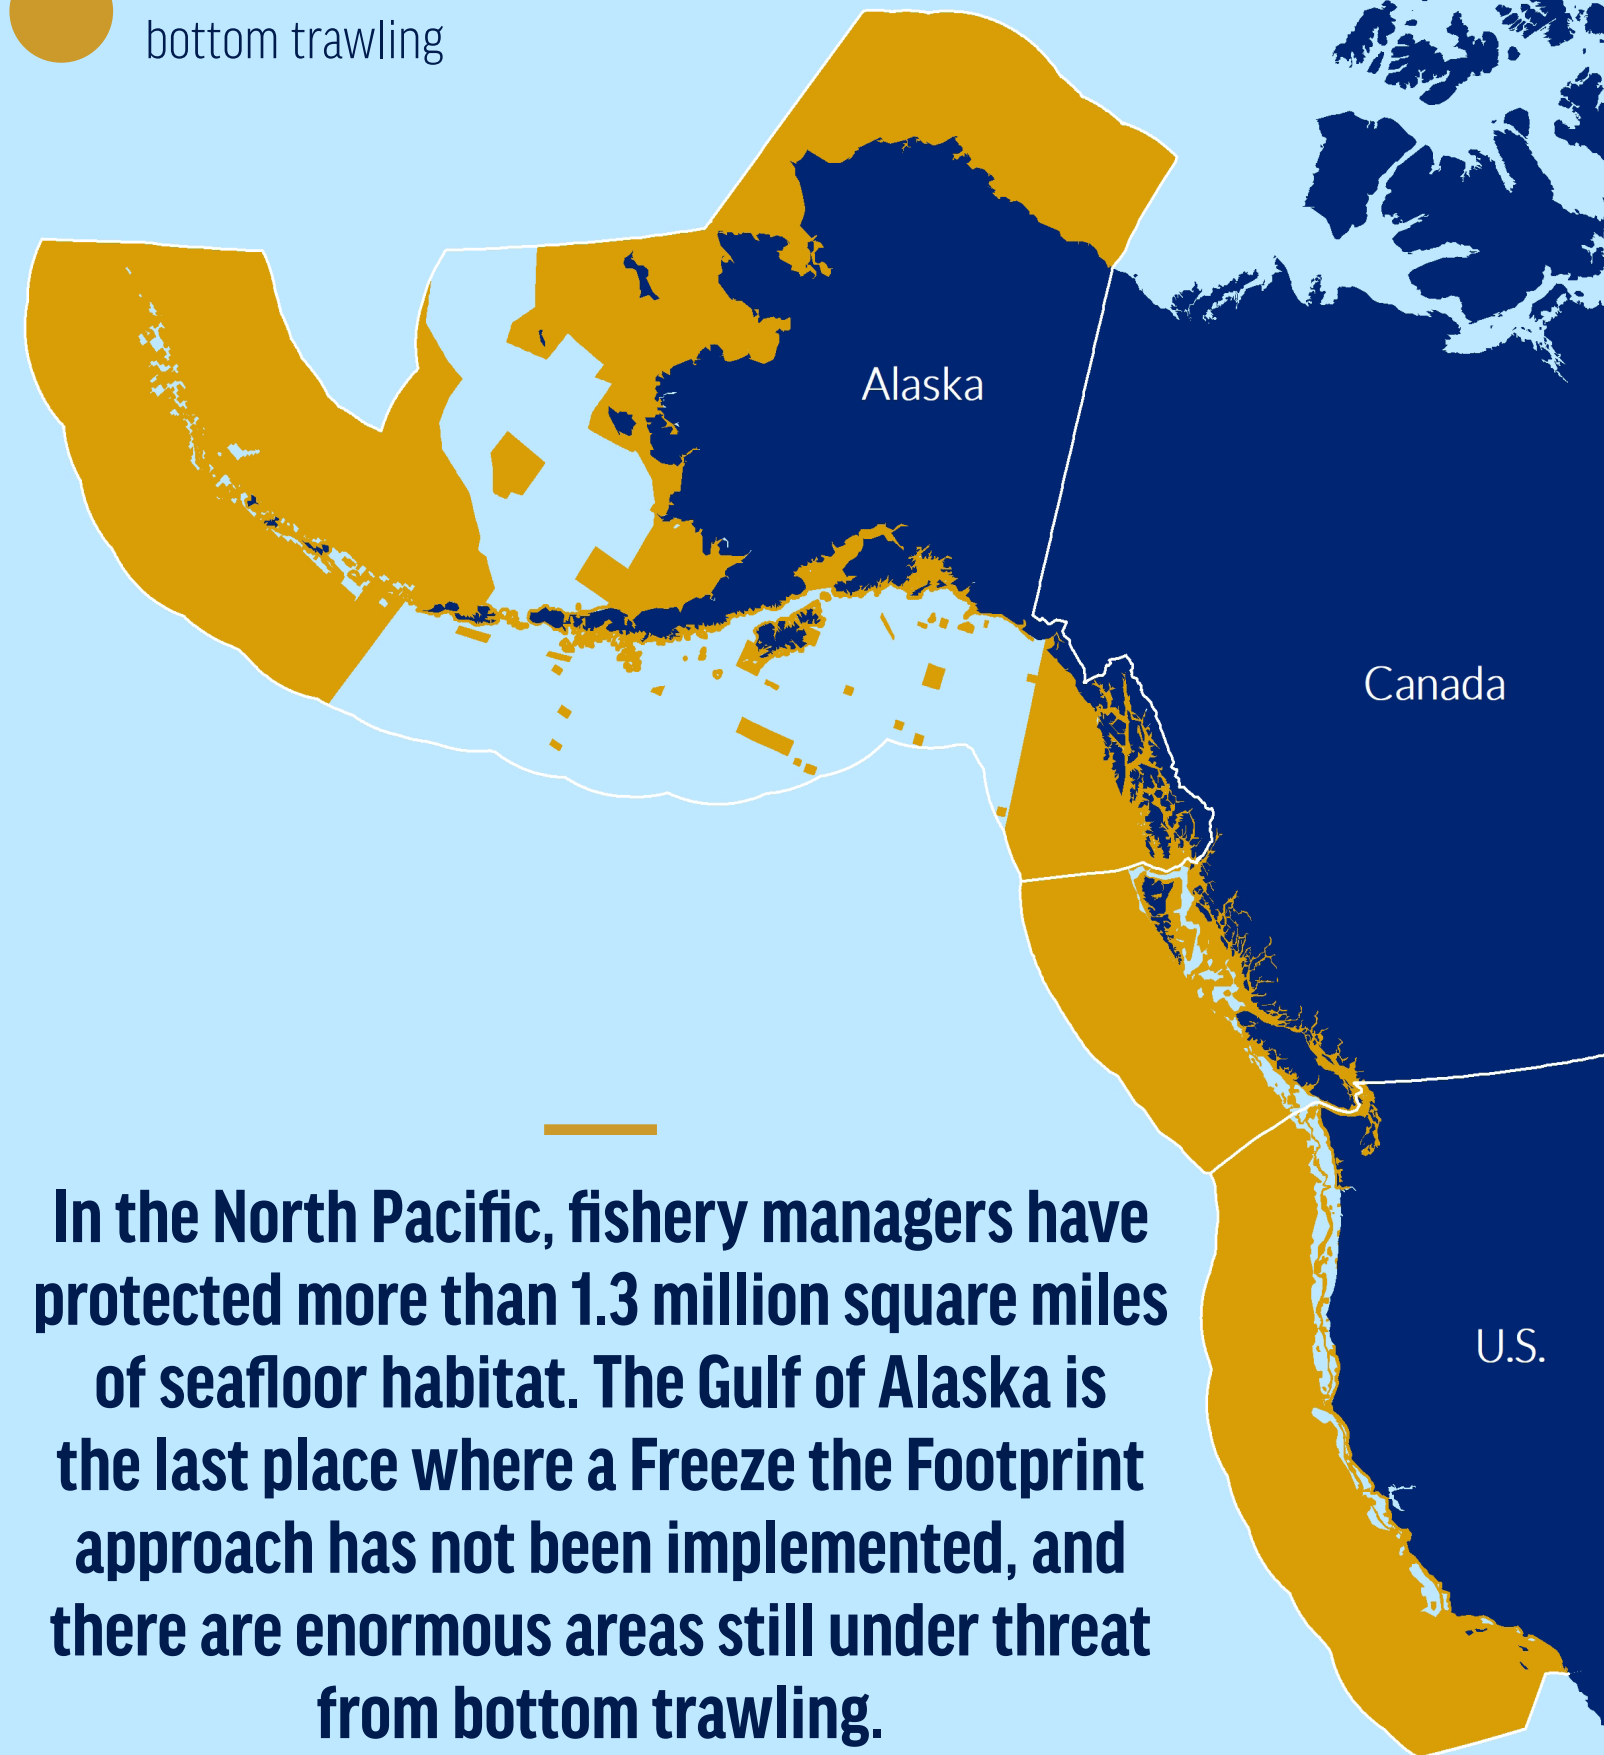 bottom trawling
Alaska
Canada
U.S.
In the North Pacific, fishery managers have
protected more than 1.3 million square miles
of seafloor habitat. The Gulf of Alaska is
the last place where a Freeze the Footprint
approach has not been implemented, and
there are enormous areas still under threat
from bottom trawling.